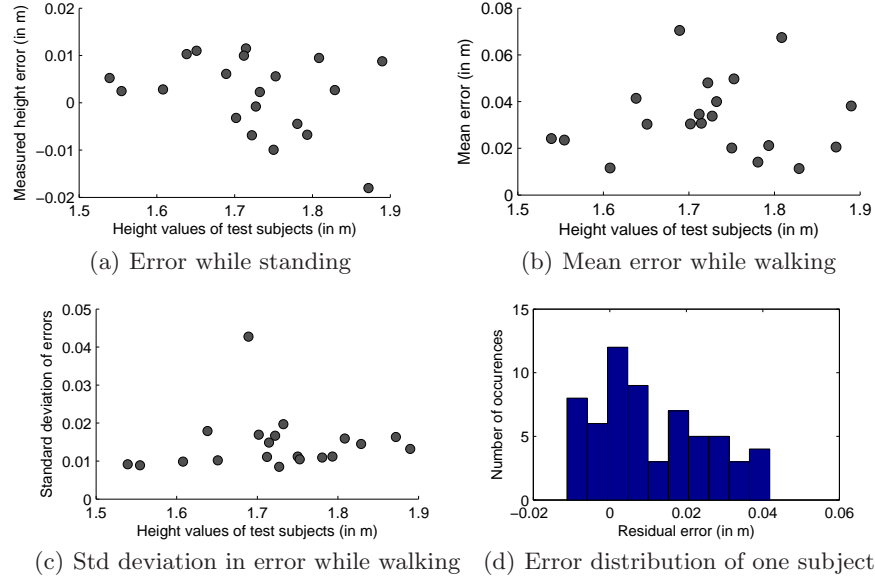 0.02
0.01
0
−0.01
−0.02
1.5 1.6 1.7 1.8 1.9
Measured height error (in m)
Height values of test subjects (in m)
(a) Error while standing
0.08
0.06
0.04
0.02
0
1.5 1.6 1.7 1.8 1.9
Mean error (in m)
Height values of test subjects (in m)
(b) Mean error while walking
0.05
0.04
0.03
0.02
0.01
0
1.5 1.6 1.7 1.8 1.9
Standard deviation of errors
Height values of test subjects (in m)
(c) Std deviation in error while walking
15
10
5
0
−0.02 0 0.02 0.04 0.06
Number of occurences
Residual error (in m)
(d) Error distribution of one subject